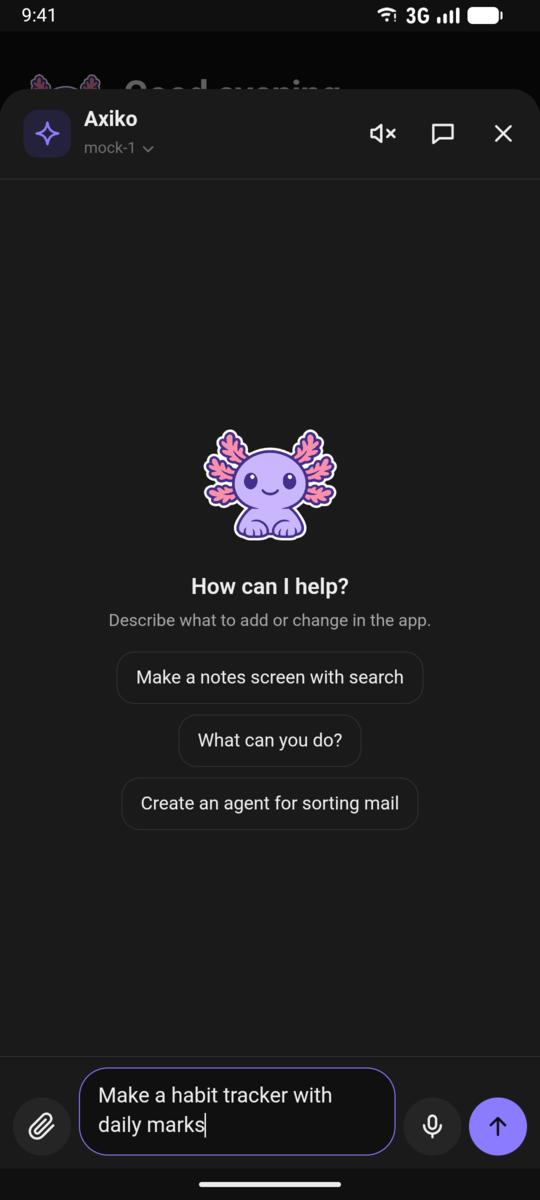 9:41
3G
Good evening
Axiko
mock-1
How can I help?
Describe what to add or change in the app.
Make a notes screen with search
What can you do?
Create an agent for sorting mail
Make a habit tracker with
daily marks